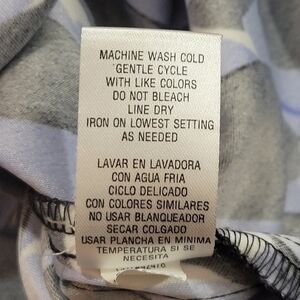 MACHINE WASH COLD
GENTLE CYCLE
WITH LIKE COLORS
DO NOT BLEACH
LINE DRY
IRON ON LOWEST SETTING
AS NEEDED
LAVAR EN LAVADORA
CON AGUA FRIA
CICLO DELICADO
CON COLORES SIMILARES
NO USAR BLANQUEADOR
SECAR COLGADO
USAR PLANCHA EN MINIMA
TEMPERATURA SI SE
NECESITA